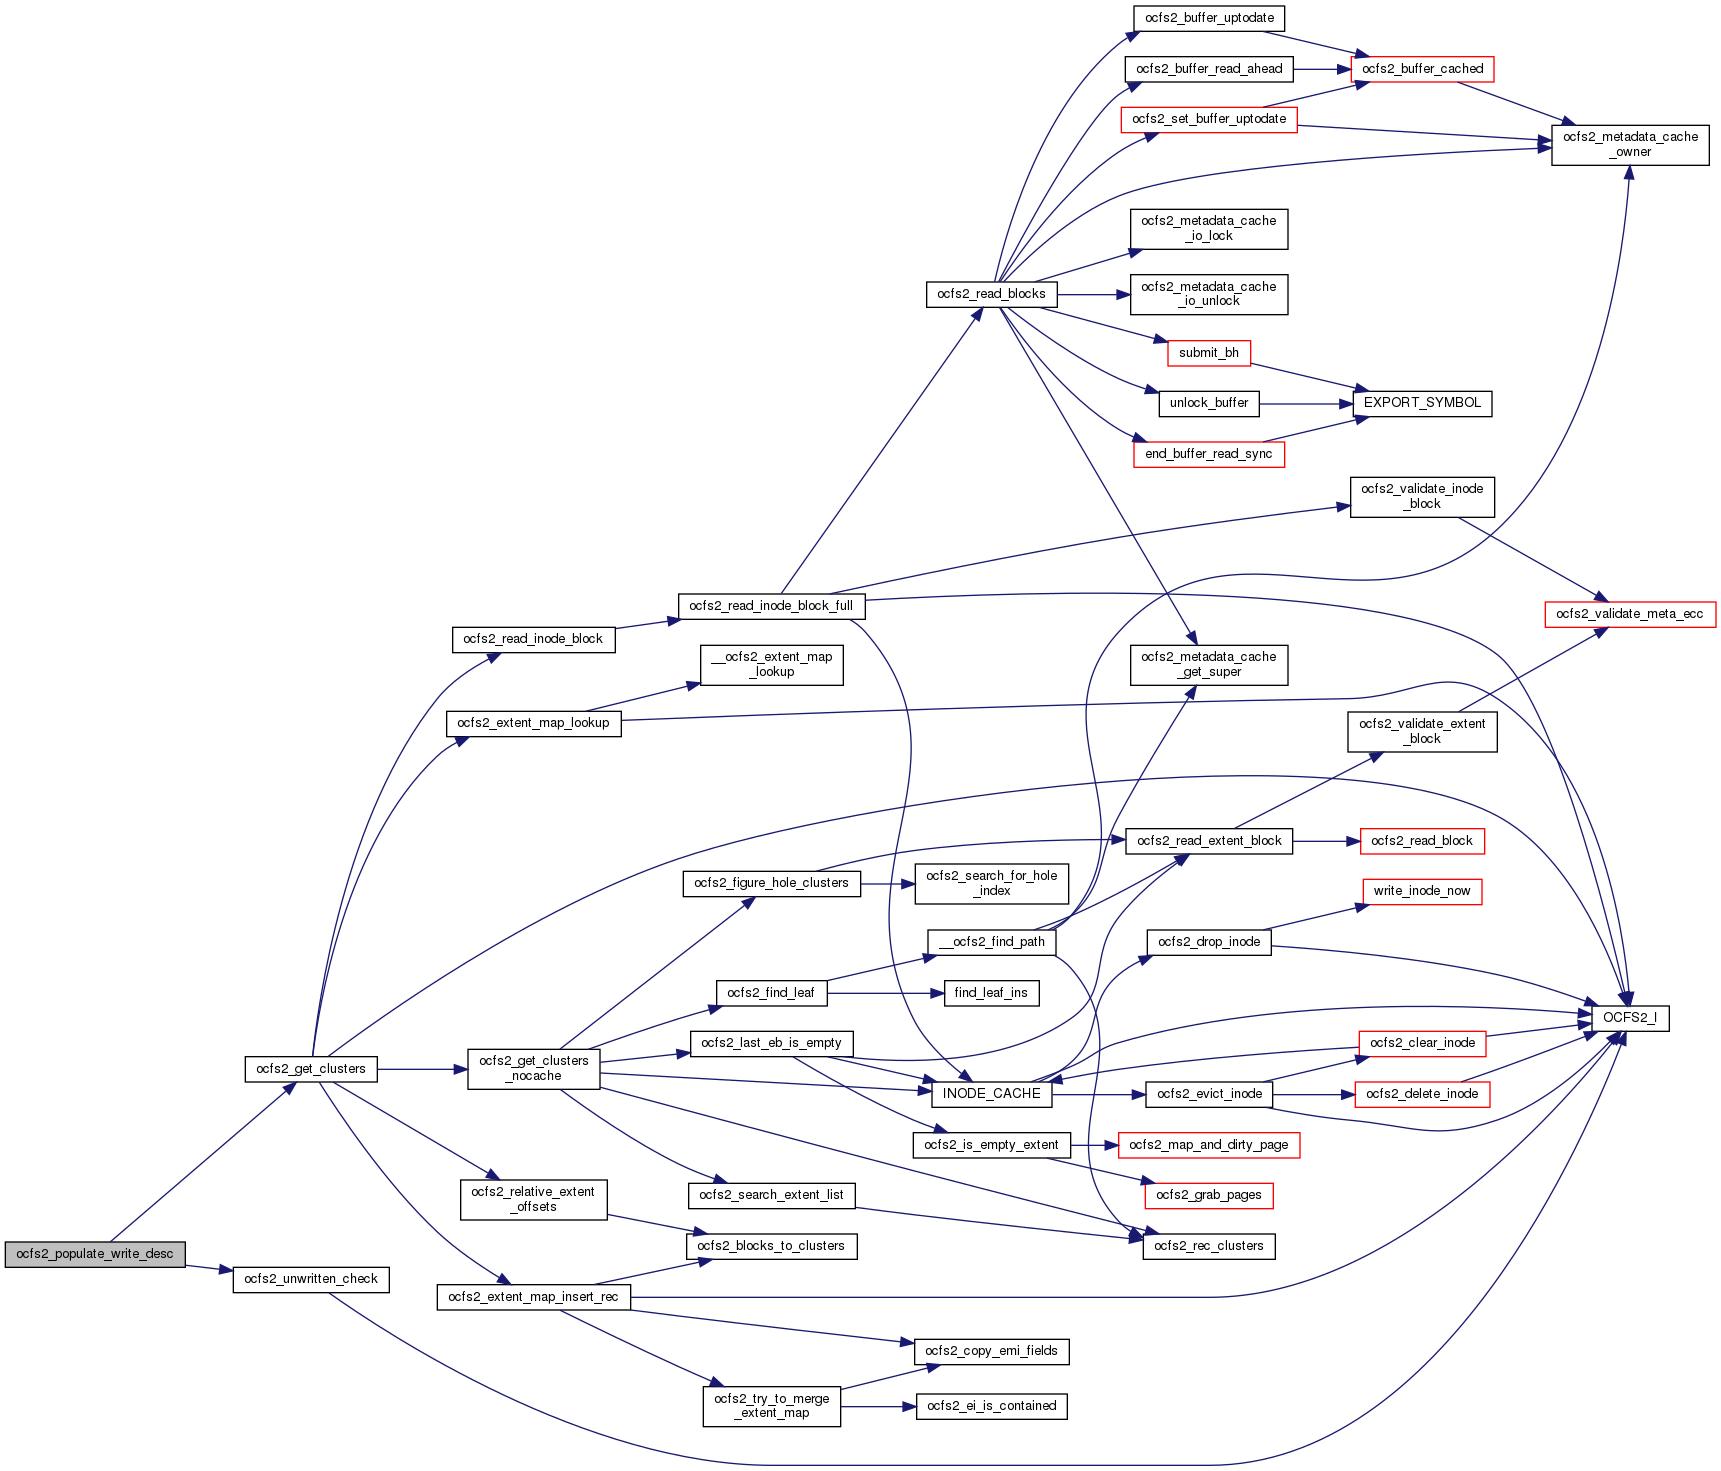 ocfs2_buffer_uptodate
ocfs2_buffer_read_ahead
ocfs2_buffer_cached
ocfs2_set_buffer_uptodate
ocfs2_metadata_cache
_owner
ocfs2_metadata_cache
_io_lock
ocfs2_read_blocks
ocfs2_metadata_cache
_io_unlock
submit_bh
unlock_buffer
EXPORT_SYMBOL
end_buffer_read_sync
ocfs2_validate_inode
_block
ocfs2_read_inode_block_full
ocfs2_validate_meta_ecc
ocfs2_read_inode_block
__ocfs2_extent_map
_lookup
ocfs2_metadata_cache
_get_super
ocfs2_extent_map_lookup
ocfs2_validate_extent
_block
ocfs2_read_extent_block
ocfs2_read_block
ocfs2_figure_hole_clusters
ocfs2_search_for_hole
_index
write_inode_now
__ocfs2_find_path
ocfs2_drop_inode
ocfs2_find_leaf
find_leaf_ins
OCFS2_I
ocfs2_last_eb_is_empty
ocfs2_clear_inode
ocfs2_get_clusters
ocfs2_get_clusters
_nocache
INODE_CACHE
ocfs2_evict_inode
ocfs2_delete_inode
ocfs2_is_empty_extent
ocfs2_map_and_dirty_page
ocfs2_relative_extent
_offsets
ocfs2_search_extent_list
ocfs2_grab_pages
ocfs2_populate_write_desc
ocfs2_blocks_to_clusters
ocfs2_rec_clusters
ocfs2_unwritten_check
ocfs2_extent_map_insert_rec
ocfs2_copy_emi_fields
ocfs2_try_to_merge
_extent_map
ocfs2_ei_is_contained